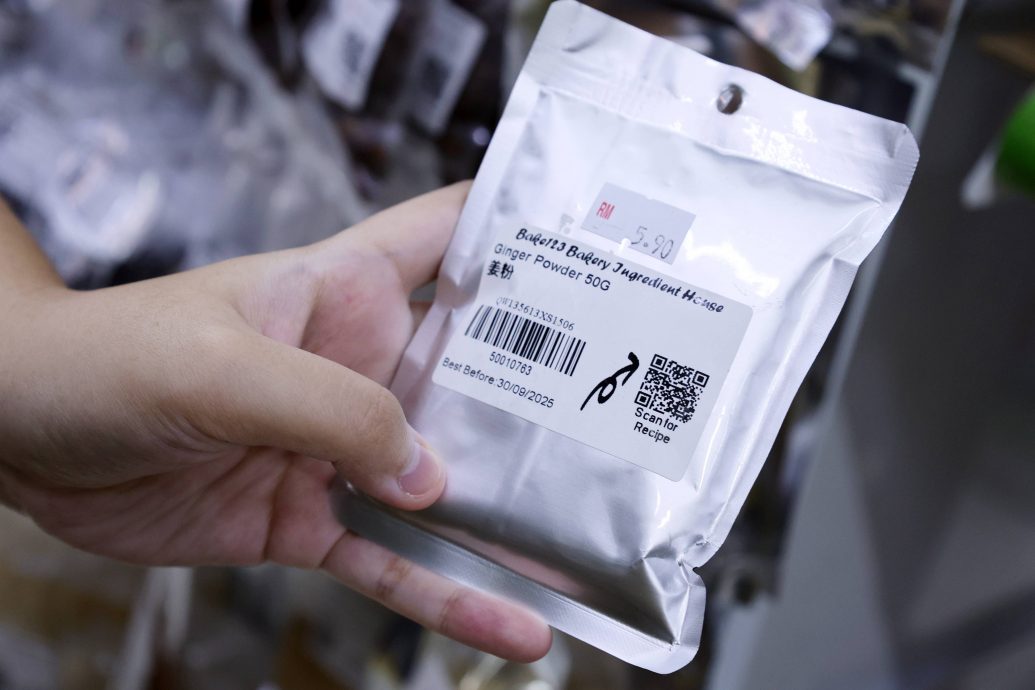 RM
5.90
Bake123 Bakery Ingredient House
Ginger Powder 50G
姜粉
QW135613XS1506
50010763
Best Before:30/09/2025
Scan for
Recipe